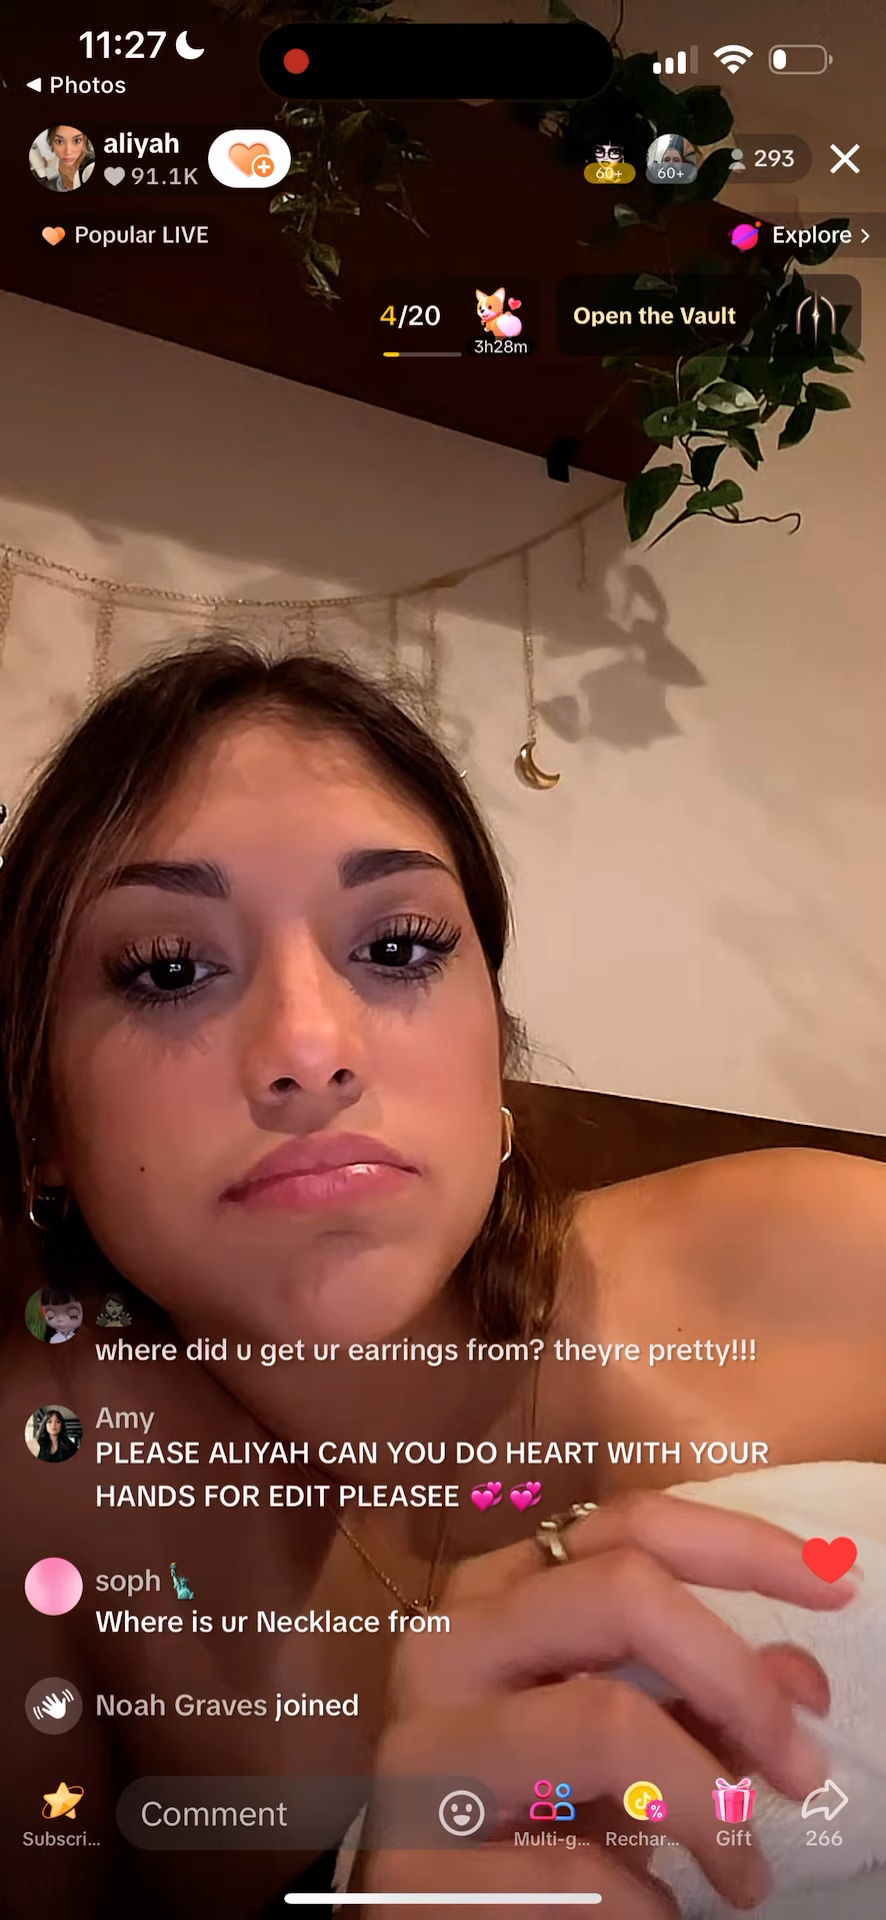 11:27
◀ Photos
aliyah
91.1K
60+
60+
293
Popular LIVE
Explore >
4/20
3h28m
Open the Vault
where did u get ur earrings from? theyre pretty!!!
Amy
PLEASE ALIYAH CAN YOU DO HEART WITH YOUR
HANDS FOR EDIT PLEASEE 💞 💞
soph🗽
Where is ur Necklace from
Noah Graves joined
Comment
Subscri...
Multi-g...
Rechar...
Gift
266